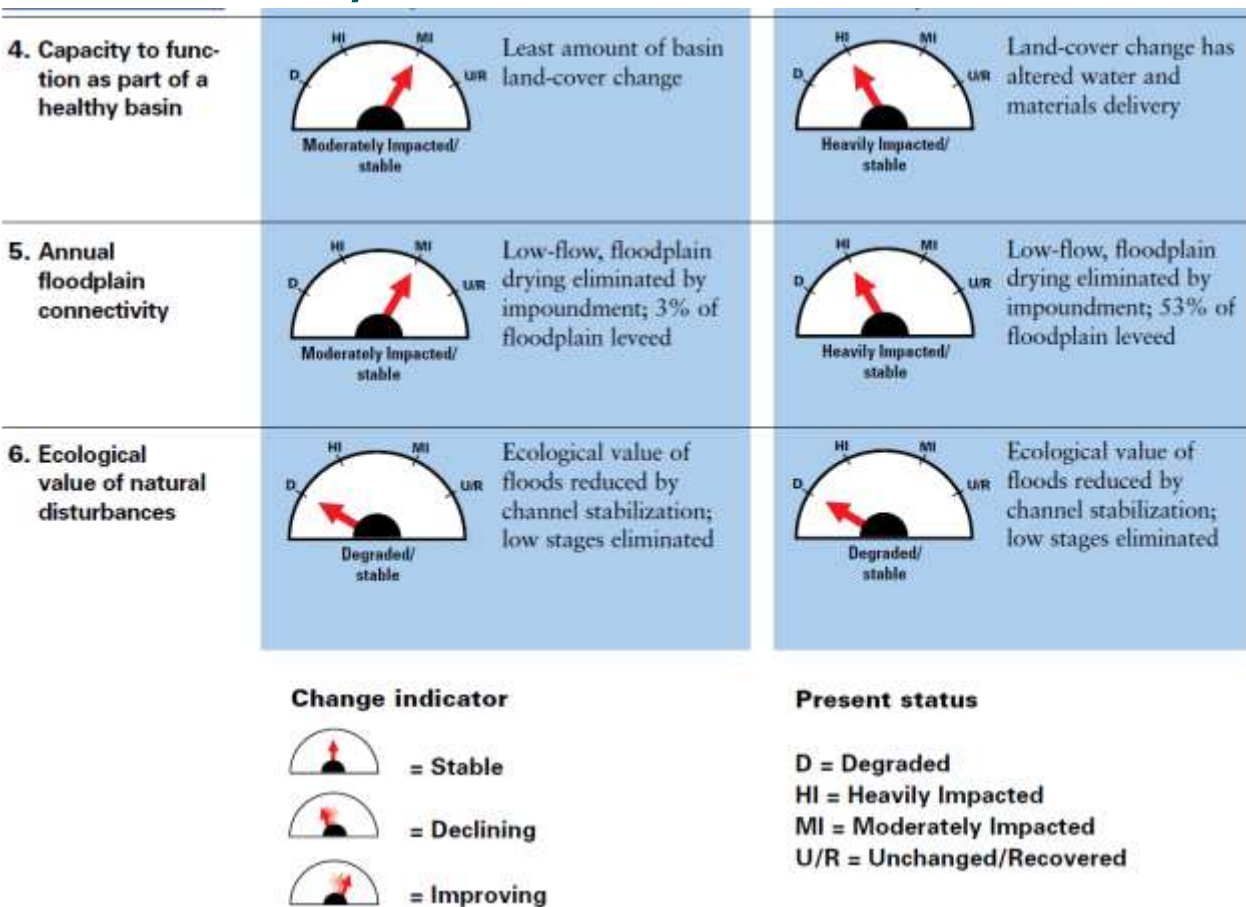 4. Capacity to func-
tion as part of a
healthy basin
HI
MI
D
U/R
Moderately Impacted/
stable
Least amount of basin
land-cover change
HI
MI
D
U/R
Heavily Impacted/
stable
Land-cover change has
altered water and
materials delivery
5. Annual
floodplain
connectivity
HI
MI
D
U/R
Moderately Impacted/
stable
Low-flow, floodplain
drying eliminated by
impoundment; 3% of
floodplain leveed
HI
MI
D
U/R
Heavily Impacted/
stable
Low-flow, floodplain
drying eliminated by
impoundment; 53% of
floodplain leveed
6. Ecological
value of natural
disturbances
HI
MI
D
U/R
Degraded/
stable
Ecological value of
floods reduced by
channel stabilization;
low stages eliminated
HI
MI
D
U/R
Degraded/
stable
Ecological value of
floods reduced by
channel stabilization;
low stages eliminated
Change indicator
= Stable
= Declining
= Improving
Present status
D = Degraded
HI = Heavily Impacted
MI = Moderately Impacted
U/R = Unchanged/Recovered